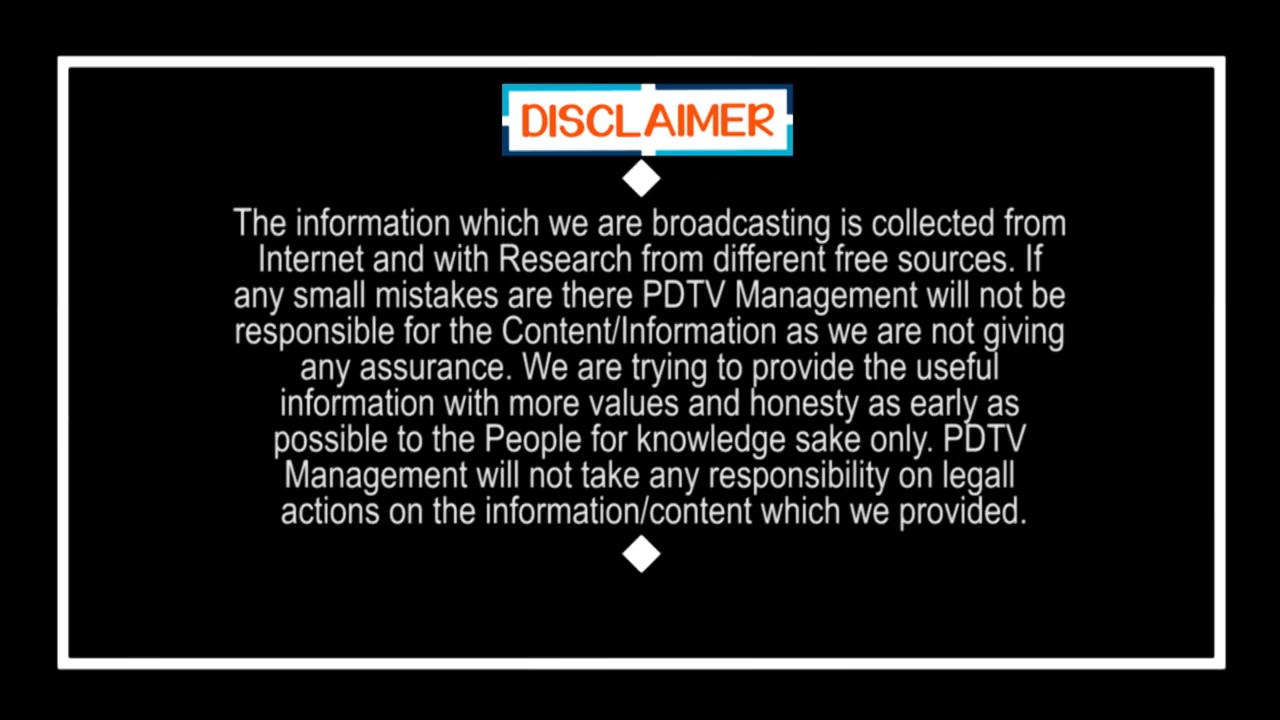 DISCLAIMER
The information which we are broadcasting is collected from
Internet and with Research from different free sources. If
any small mistakes are there PDTV Management will not be
responsible for the Content/Information as we are not giving
any assurance. We are trying to provide the useful
information with more values and honesty as early as
possible to the People for knowledge sake only. PDTV
Management will not take any responsibility on legall
actions on the information/content which we provided.